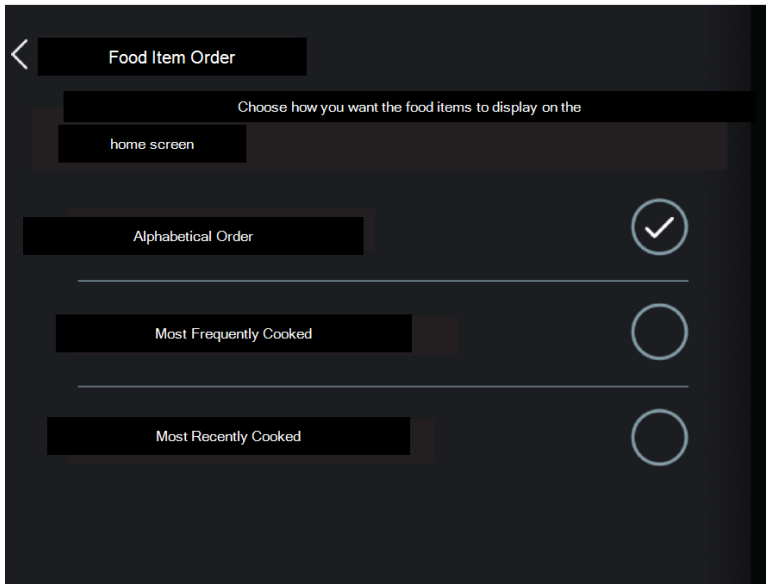 Food Item Order
Choose how you want the food items to display on the
home screen
Alphabetical Order
Most Frequently Cooked
Most Recently Cooked